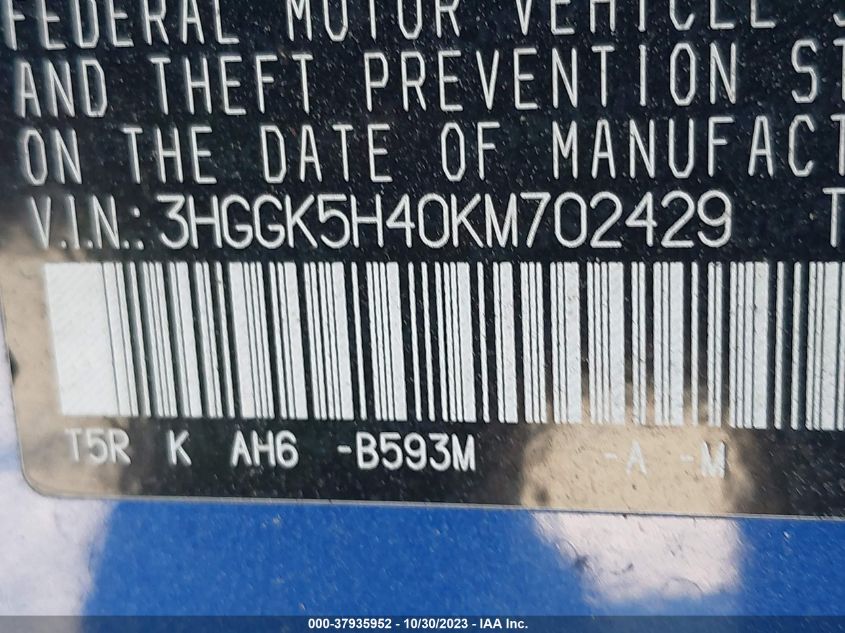 FEDERAL MOTOR VEHICLE
AND THEFT PREVENTION ST
ON THE DATE OF MANUFACT
V.I.N.: 3HGGK5H40KM702429 T
T5R K AH6 -B593M -A -M
000-37935952 - 10/30/2023 - IAA Inc.